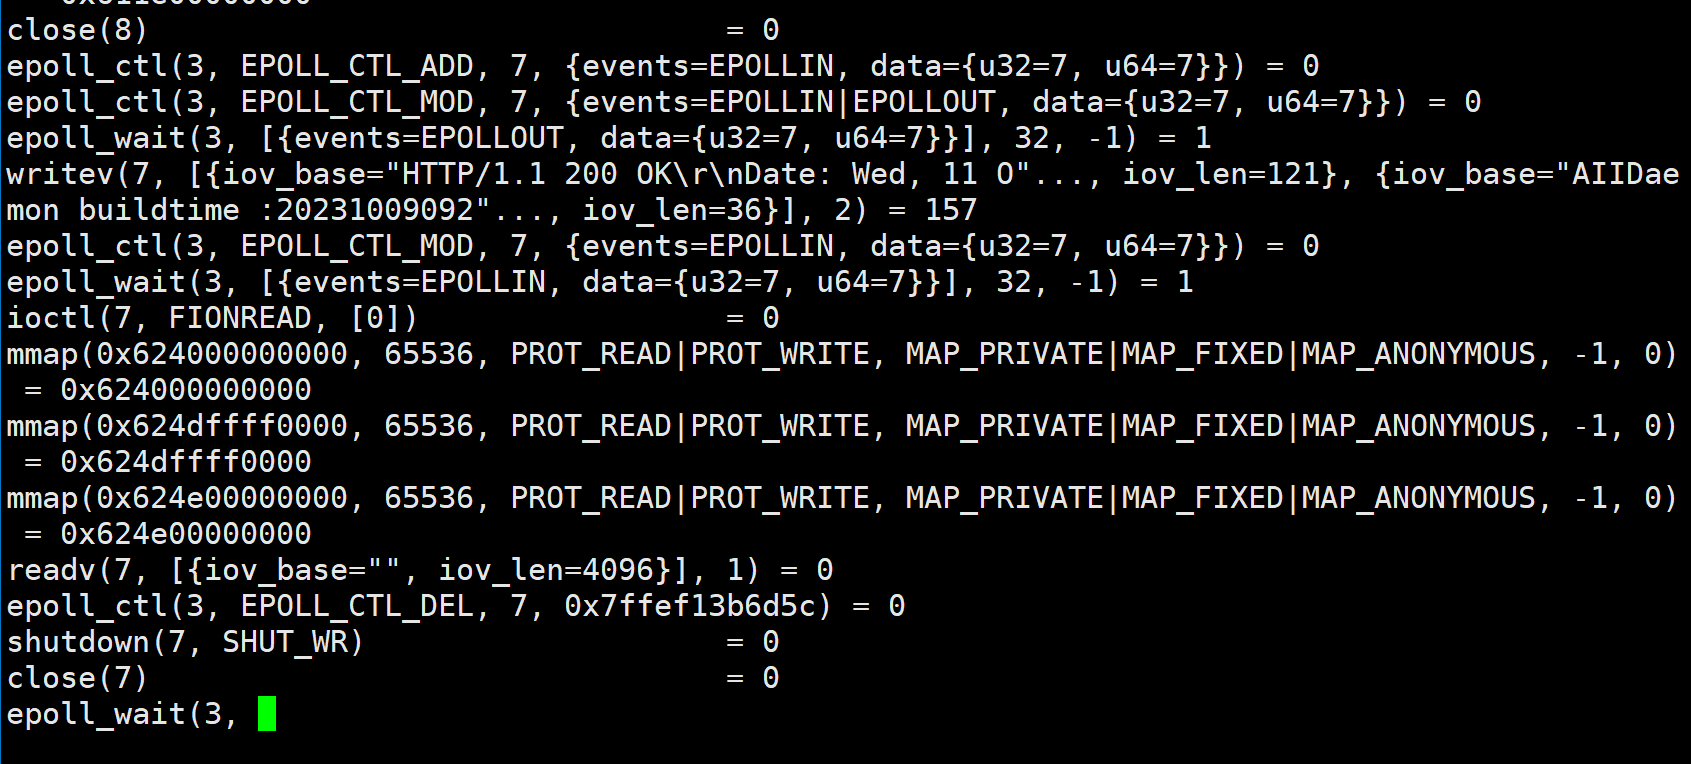 close(8)                                = 0
epoll_ctl(3, EPOLL_CTL_ADD, 7, {events=EPOLLIN, data={u32=7, u64=7}}) = 0
epoll_ctl(3, EPOLL_CTL_MOD, 7, {events=EPOLLIN|EPOLLOUT, data={u32=7, u64=7}}) = 0
epoll_wait(3, [{events=EPOLLOUT, data={u32=7, u64=7}}], 32, -1) = 1
writev(7, [{iov_base="HTTP/1.1 200 OK\r\nDate: Wed, 11 O"..., iov_len=121}, {iov_base="AIIDae
mon buildtime :20231009092"..., iov_len=36}], 2) = 157
epoll_ctl(3, EPOLL_CTL_MOD, 7, {events=EPOLLIN, data={u32=7, u64=7}}) = 0
epoll_wait(3, [{events=EPOLLIN, data={u32=7, u64=7}}], 32, -1) = 1
ioctl(7, FIONREAD, [0])                 = 0
mmap(0x624000000000, 65536, PROT_READ|PROT_WRITE, MAP_PRIVATE|MAP_FIXED|MAP_ANONYMOUS, -1, 0)
 = 0x624000000000
mmap(0x624dffff0000, 65536, PROT_READ|PROT_WRITE, MAP_PRIVATE|MAP_FIXED|MAP_ANONYMOUS, -1, 0)
 = 0x624dffff0000
mmap(0x624e00000000, 65536, PROT_READ|PROT_WRITE, MAP_PRIVATE|MAP_FIXED|MAP_ANONYMOUS, -1, 0)
 = 0x624e00000000
readv(7, [{iov_base="", iov_len=4096}], 1) = 0
epoll_ctl(3, EPOLL_CTL_DEL, 7, 0x7ffef13b6d5c) = 0
shutdown(7, SHUT_WR)                    = 0
close(7)                                = 0
epoll_wait(3,